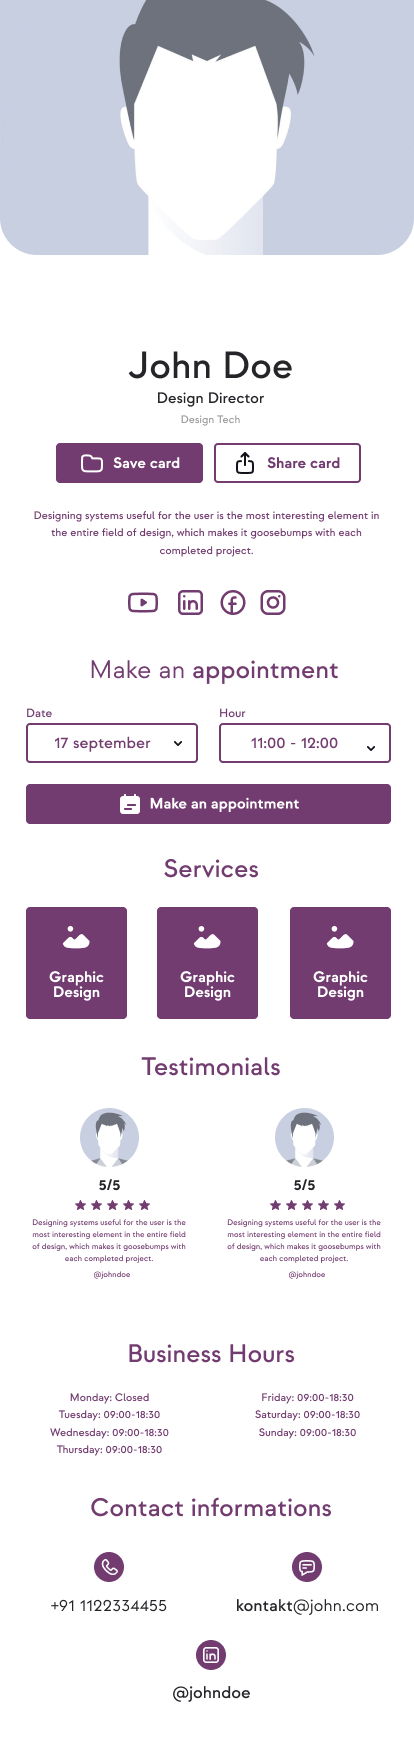 John Doe
Design Director
Design Tech
Save card
Share card
Designing systems useful for the user is the most interesting element in
the entire field of design, which makes it goosebumps with each
completed project.
Make an appointment
Date
Hour
17 september
11:00 - 12:00
Make an appointment
Services
Graphic
Design
Graphic
Design
Graphic
Design
Testimonials
5/5
Designing systems useful for the user is the
most interesting element in the entire field
of design, which makes it goosebumps with
each completed project.
@johndoe
5/5
Designing systems useful for the user is the
most interesting element in the entire field
of design, which makes it goosebumps with
each completed project.
@johndoe
Business Hours
Monday: Closed
Tuesday: 09:00-18:30
Wednesday: 09:00-18:30
Thursday: 09:00-18:30
Friday: 09:00-18:30
Saturday: 09:00-18:30
Sunday: 09:00-18:30
Contact informations
+91 1122334455
kontakt@john.com
@johndoe